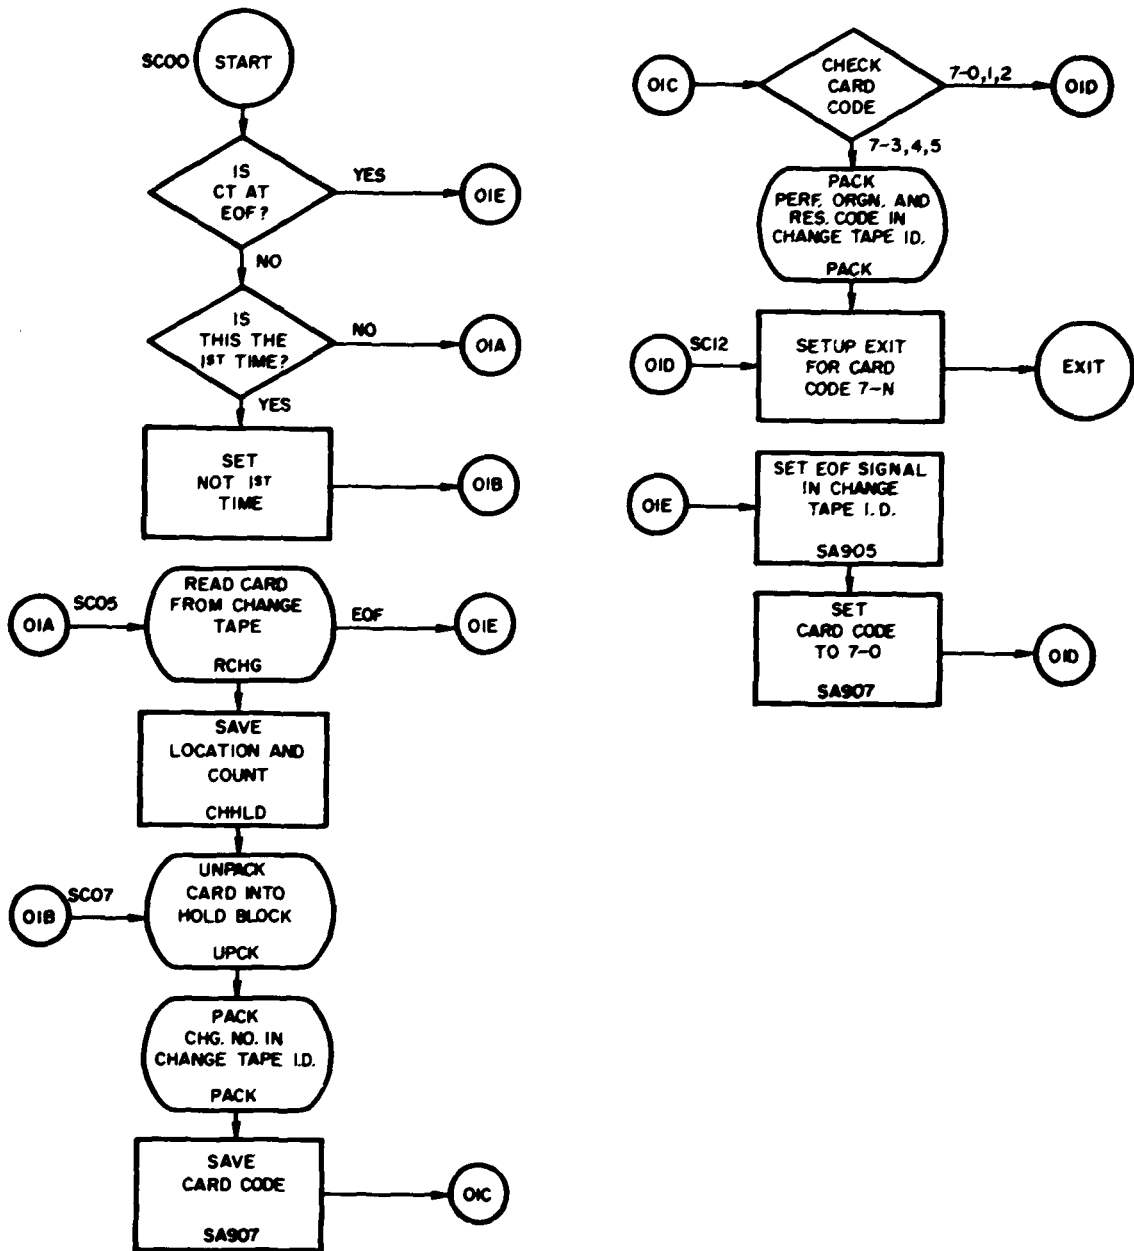 SC00
START
IS
CT AT
EOF?
YES
01E
NO
IS
THIS THE
1ST TIME?
NO
01A
YES
SET
NOT 1ST
TIME
01B
01A
SC05
READ CARD
FROM CHANGE
TAPE
RCHG
EOF
01E
SAVE
LOCATION AND
COUNT
CHHLD
01B
SC07
UNPACK
CARD INTO
HOLD BLOCK
UPCK
PACK
CHG. NO. IN
CHANGE TAPE I.D.
PACK
SAVE
CARD CODE
SA907
01C
01C
CHECK
CARD
CODE
7-0,1,2
01D
7-3,4,5
PACK
PERF. ORGN. AND
RES. CODE IN
CHANGE TAPE ID.
PACK
01D
SC12
SETUP EXIT
FOR CARD
CODE 7-N
EXIT
01E
SET EOF SIGNAL
IN CHANGE
TAPE I.D.
SA905
SET
CARD CODE
TO 7-0
SA907
01D